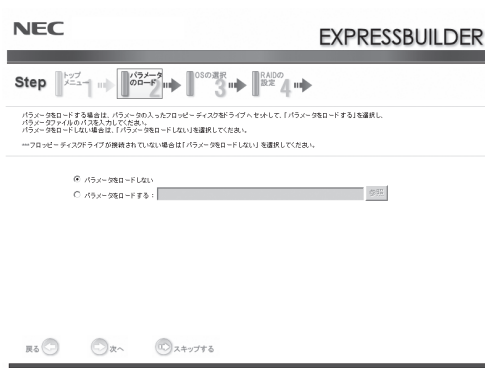 NEC
EXPRESSBUILDER
Step
トップメニュー 1
パラメータのロード 2
OSの選択 3
RAIDの設定 4
パラメータをロードする場合は、パラメータの入ったフロッピーディスクをドライブへセットして、「パラメータをロードする」を選択し、
パラメータファイルのパスを入力してください。
パラメータをロードしない場合は、「パラメータをロードしない」を選択してください。
***フロッピーディスクドライブが接続されていない場合は「パラメータをロードしない」を選択してください。
パラメータをロードしない
パラメータをロードする：
戻る
次へ
スキップする